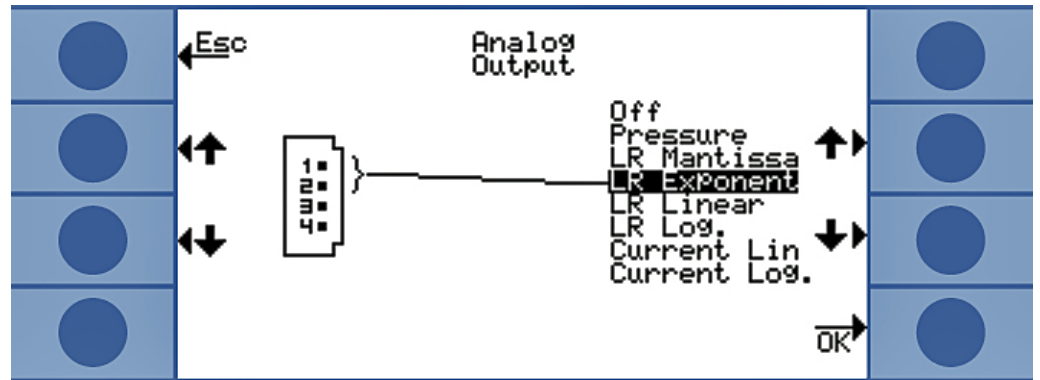 Esc
Analog
Output
Off
Pressure
LR Mantissa
LR Exponent
LR Linear
LR Log.
Current Lin
Current Log.
1
2
3
4
OK